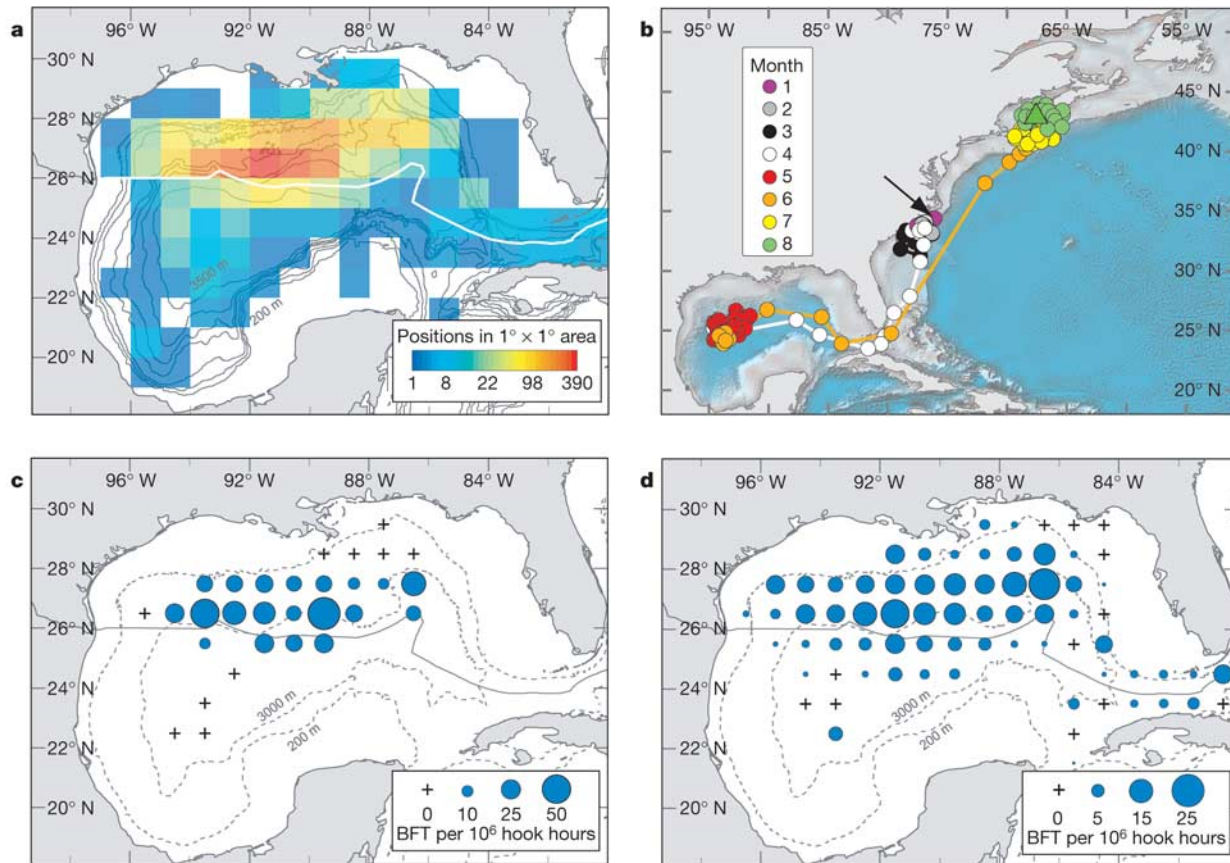 a
96° W
92° W
88° W
84° W
30° N
28° N
26° N
24° N
22° N
20° N
3500 m
200 m
Positions in 1° × 1° area
1 8 22 98 390
b
95° W
85° W
75° W
65° W
55° W
Month
1
2
3
4
5
6
7
8
45° N
40° N
35° N
30° N
25° N
20° N
c
96° W
92° W
88° W
84° W
30° N
28° N
26° N
24° N
22° N
20° N
3000 m
200 m
0 10 25 50
BFT per 10⁶ hook hours
d
96° W
92° W
88° W
84° W
30° N
28° N
26° N
24° N
22° N
20° N
3000 m
200 m
0 5 15 25
BFT per 10⁶ hook hours